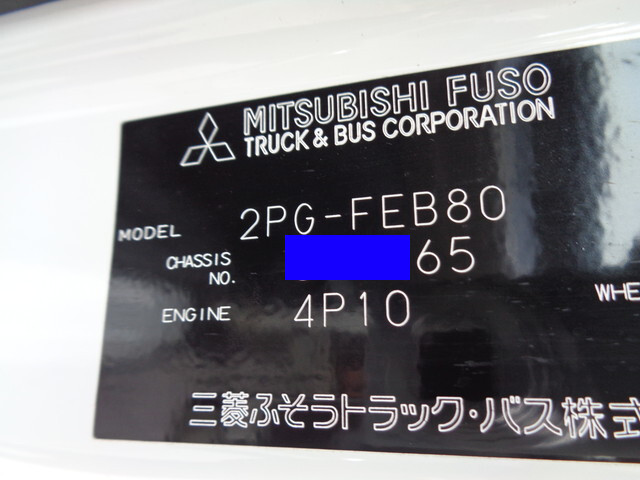 MITSUBISHI FUSO
TRUCK & BUS CORPORATION
MODEL 2PG-FEB80
CHASSIS NO. 65
ENGINE 4P10
WHE
三菱ふそうトラック・バス株式